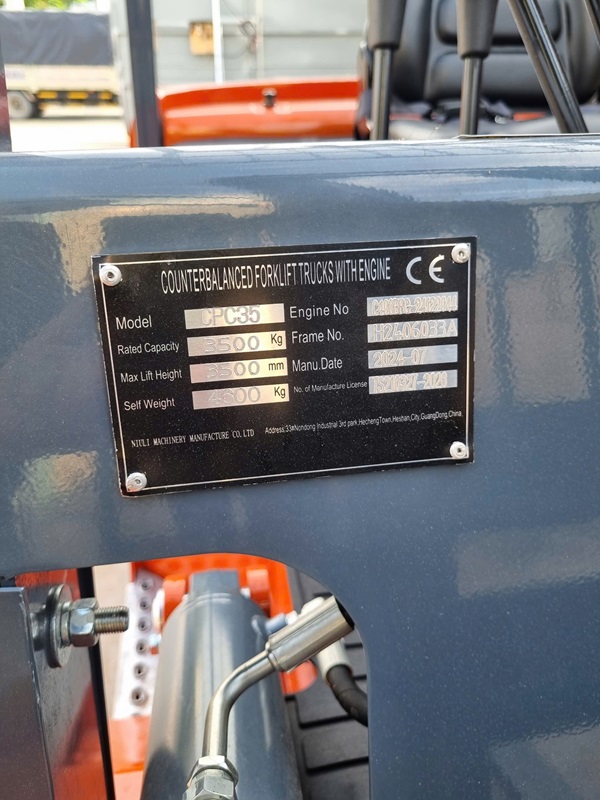 COUNTERBALANCED FORKLIFT TRUCKS WITH ENGINE CE
Model CPC35
Rated Capacity 3500 Kg
Max Lift Height 3500 mm
Self Weight 4600 Kg
Engine No
Frame No. H2406033A
Manu.Date 2024-07
No. of Manufacture License
NIULI MACHINERY MANUFACTURE CO.LTD
Address:33#Nondong Industrial 3rd park,HechengTown,Heshan,City,GuangDong,China